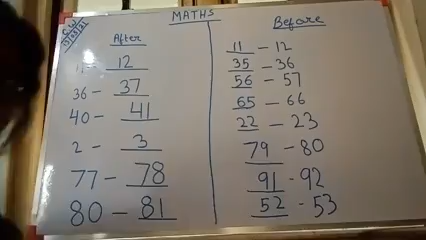 C.W
MATHS
After
11 - 12
36 - 37
40 - 41
2 - 3
77 - 78
80 - 81
Before
11 - 12
35 - 36
56 - 57
65 - 66
22 - 23
79 - 80
91 - 92
52 - 53